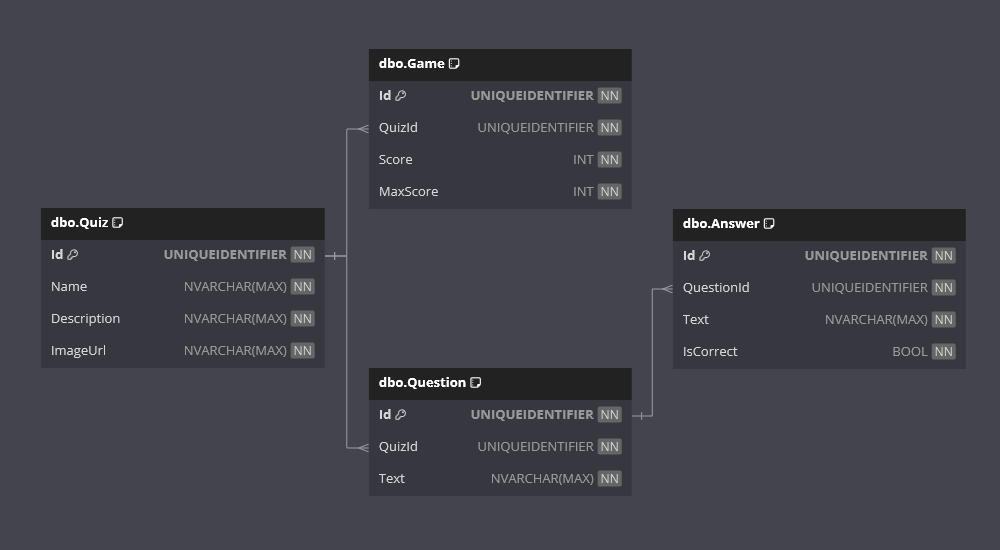 dbo.Game
Id UNIQUEIDENTIFIER NN
QuizId UNIQUEIDENTIFIER NN
Score INT NN
MaxScore INT NN
dbo.Quiz
Id UNIQUEIDENTIFIER NN
Name NVARCHAR(MAX) NN
Description NVARCHAR(MAX) NN
ImageUrl NVARCHAR(MAX) NN
dbo.Answer
Id UNIQUEIDENTIFIER NN
QuestionId UNIQUEIDENTIFIER NN
Text NVARCHAR(MAX) NN
IsCorrect BOOL NN
dbo.Question
Id UNIQUEIDENTIFIER NN
QuizId UNIQUEIDENTIFIER NN
Text NVARCHAR(MAX) NN